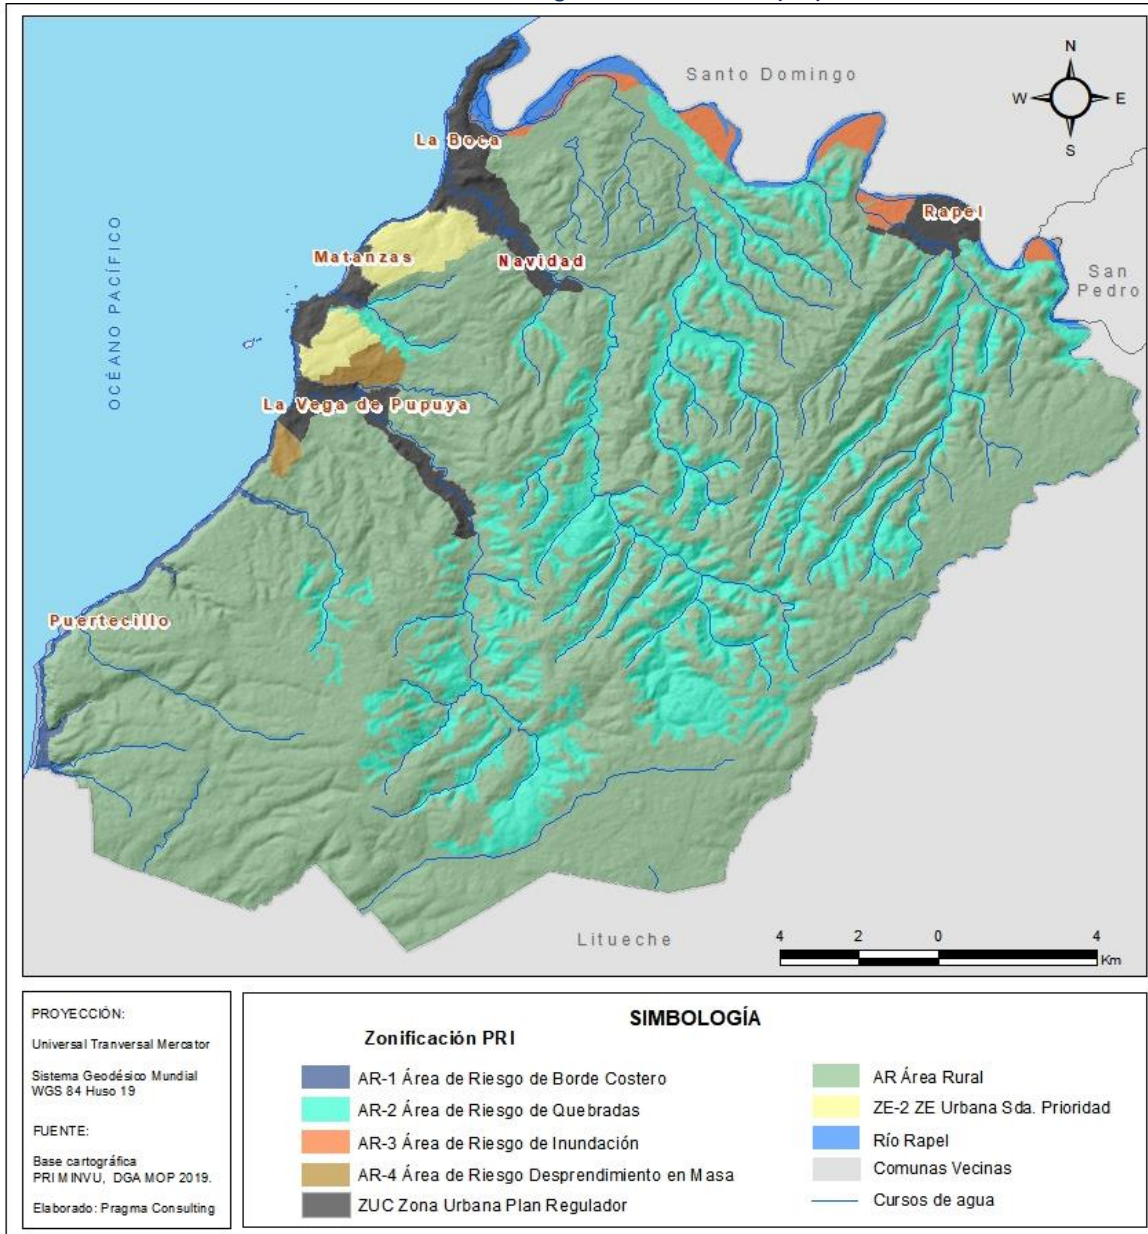 N
W
E
S
Santo Domingo
La Boca
Rapel
OCÉANO PACÍFICO
Matanzas
Navidad
San
Pedro
La Vega de Pupuya
Puertecillo
Litueche
4 2 0 4
Km
PROYECCIÓN:
Universal Tranversal Mercator
Sistema Geodésico Mundial
WGS 84 Huso 19
FUENTE:
Base cartográfica
PRI MINVU, DGA MOP 2019.
Elaborado: Pragma Consulting
SIMBOLOGÍA
Zonificación PRI
AR-1 Área de Riesgo de Borde Costero
AR-2 Área de Riesgo de Quebradas
AR-3 Área de Riesgo de Inundación
AR-4 Área de Riesgo Desprendimiento en Masa
ZUC Zona Urbana Plan Regulador
AR Área Rural
ZE-2 ZE Urbana Sda. Prioridad
Río Rapel
Comunas Vecinas
Cursos de agua